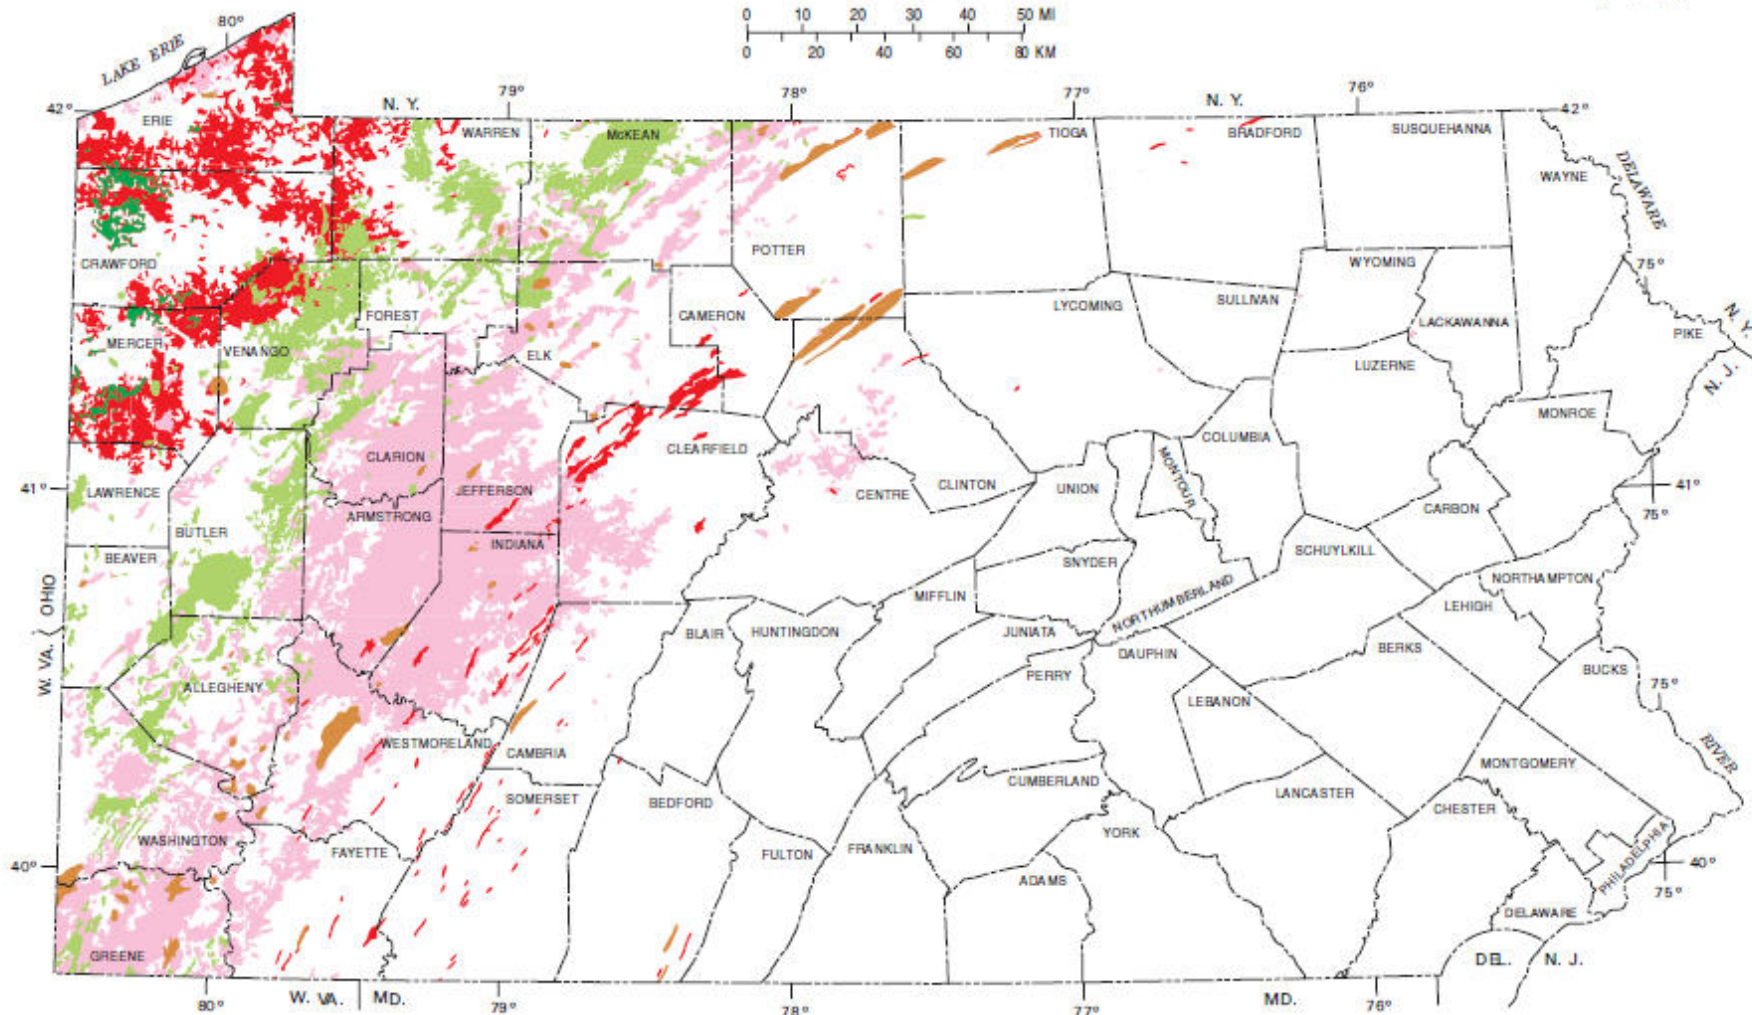 0 10 20 30 40 50 MI
0 20 40 60 80 KM
80°
LAKE ERIE
42°
N. Y.
79°
78°
77°
N. Y.
76°
42°
ERIE
WARREN
McKEAN
TIOGA
BRADFORD
SUSQUEHANNA
WAYNE
DELAWARE
CRAWFORD
POTTER
WYOMING
75°
FOREST
CAMERON
LYCOMING
SULLIVAN
LACKAWANNA
N. Y.
PIKE
MERCER
VENANGO
ELK
LUZERNE
N. J.
MONROE
CLARION
CLEARFIELD
COLUMBIA
41°
LAWRENCE
JEFFERSON
CENTRE
CLINTON
UNION
MONTOUR
CARBON
41°
75°
ARMSTRONG
BUTLER
INDIANA
BEAVER
SNYDER
SCHUYLKILL
NORTHAMPTON
OHIO
W. VA.
MIFFLIN
NORTHUMBERLAND
LEHIGH
BLAIR
HUNTINGDON
JUNIATA
DAUPHIN
BERKS
BUCKS
ALLEGHENY
PERRY
LEBANON
75°
RIVER
WESTMORELAND
CAMBRIA
CUMBERLAND
MONTGOMERY
SOMERSET
BEDFORD
LANCASTER
CHESTER
WASHINGTON
FAYETTE
FULTON
FRANKLIN
YORK
PHILADELPHIA
40°
40°
75°
ADAMS
DELAWARE
GREENE
DEL.
N. J.
80°
W. VA.
MD.
79°
78°
77°
MD.
76°